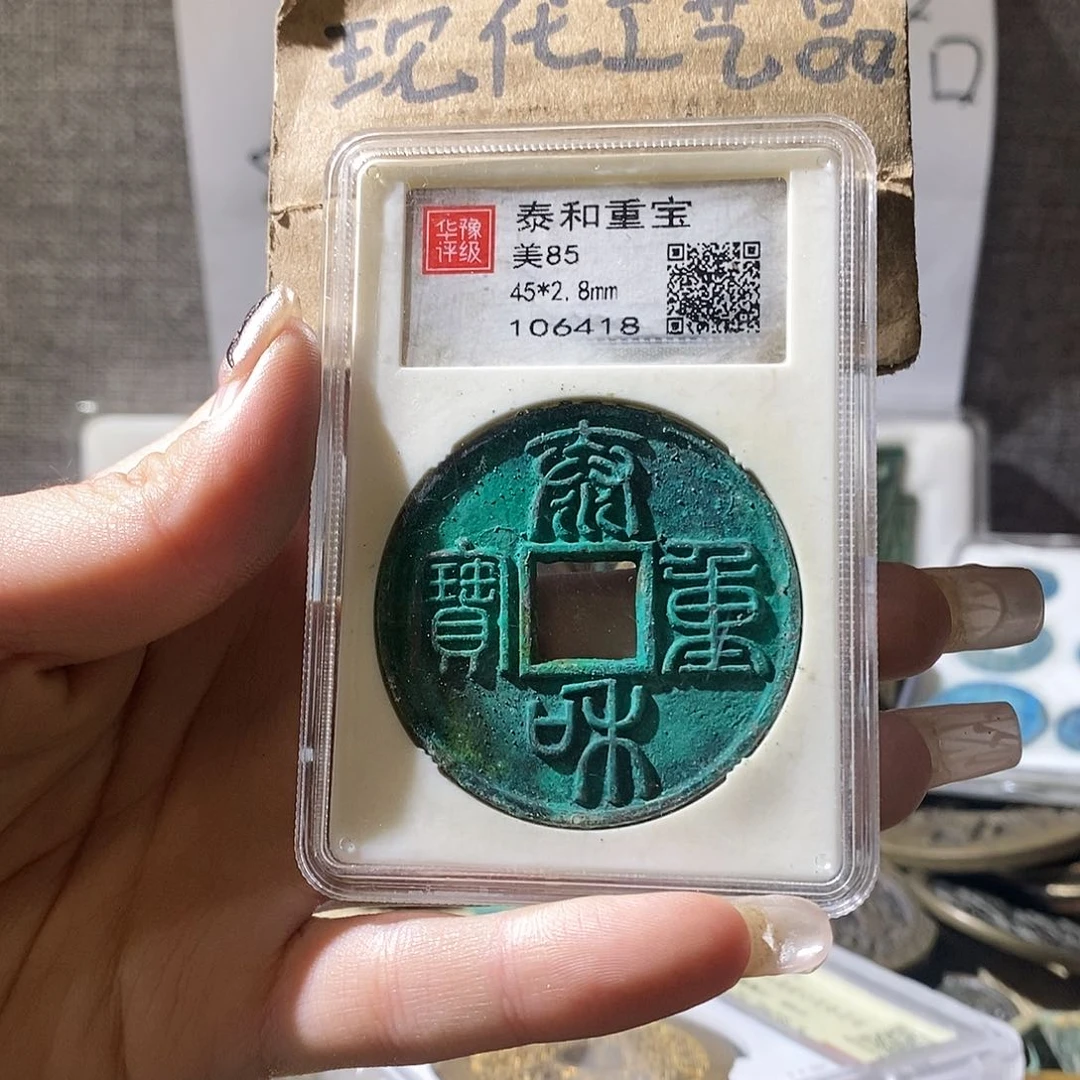 现化工艺品
华豫
评级
泰和重宝
美85
45*2.8mm
106418
泰和重寶